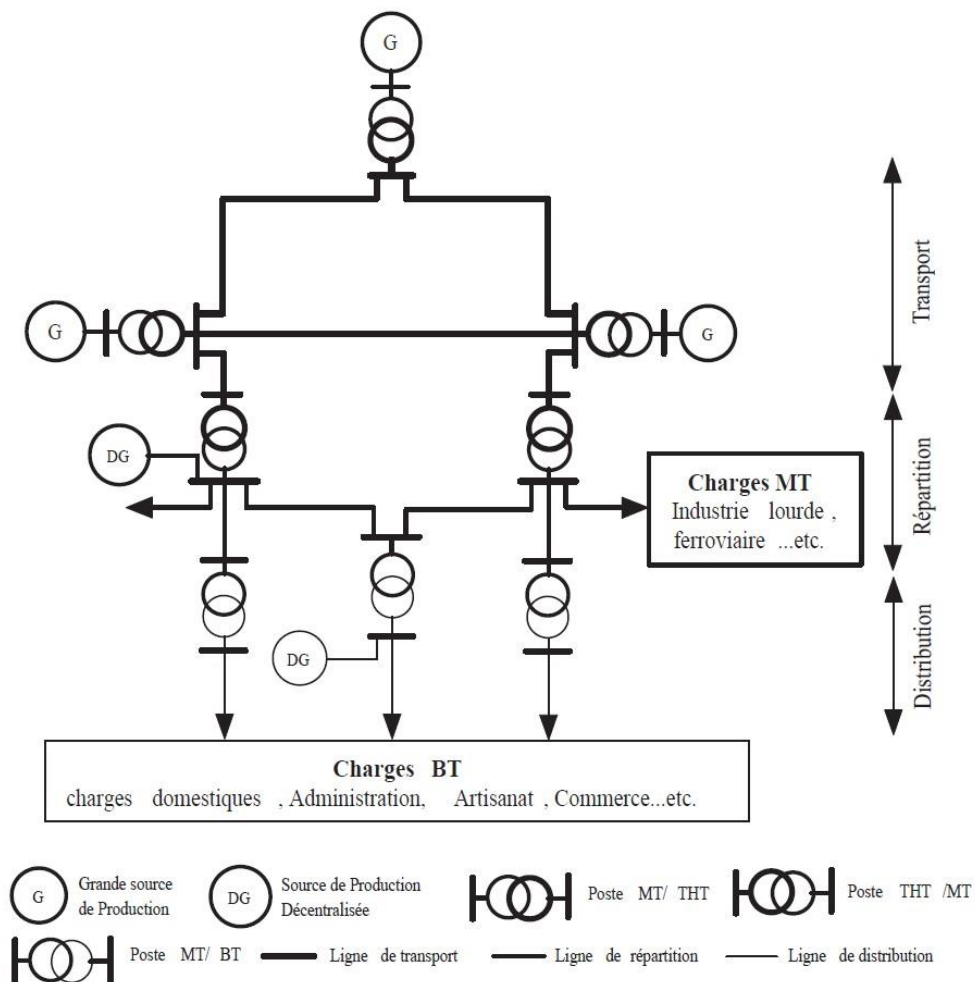 G
Transport
G
G
DG
Répartition
Charges MT
Industrie lourde ,
ferroviaire ...etc.
Distribution
DG
Charges BT
charges domestiques , Administration, Artisanat , Commerce...etc.
G
Grande source
de Production
DG
Source de Production
Décentralisée
Poste MT/ THT
Poste THT /MT
Poste MT/ BT
Ligne de transport
Ligne de répartition
Ligne de distribution